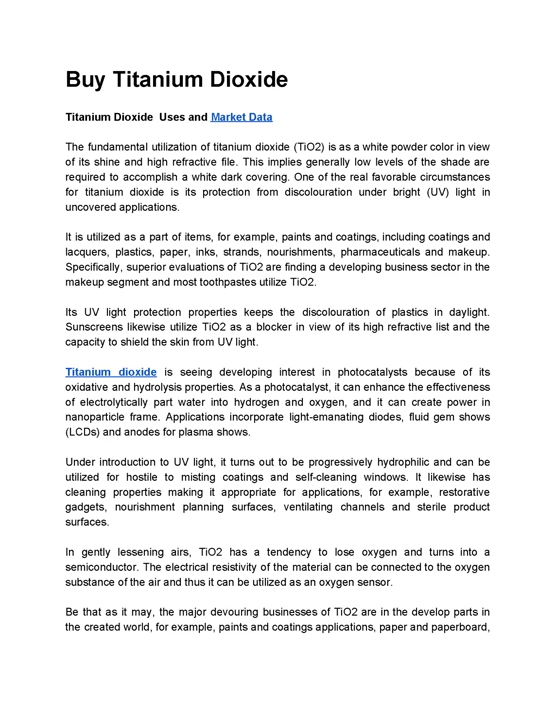 Buy Titanium Dioxide
Titanium Dioxide Uses and Market Data
The fundamental utilization of titanium dioxide (TiO2) is as a white powder color in view
of its shine and high refractive file. This implies generally low levels of the shade are
required to accomplish a white dark covering. One of the real favorable circumstances
for titanium dioxide is its protection from discolouration under bright (UV) light in
uncovered applications.
It is utilized as a part of items, for example, paints and coatings, including coatings and
lacquers, plastics, paper, inks, strands, nourishments, pharmaceuticals and makeup.
Specifically, superior evaluations of TiO2 are finding a developing business sector in the
makeup segment and most toothpastes utilize TiO2.
Its UV light protection properties keeps the discolouration of plastics in daylight.
Sunscreens likewise utilize TiO2 as a blocker in view of its high refractive list and the
capacity to shield the skin from UV light.
Titanium dioxide is seeing developing interest in photocatalysts because of its
oxidative and hydrolysis properties. As a photocatalyst, it can enhance the effectiveness
of electrolytically part water into hydrogen and oxygen, and it can create power in
nanoparticle frame. Applications incorporate light-emanating diodes, fluid gem shows
(LCDs) and anodes for plasma shows.
Under introduction to UV light, it turns out to be progressively hydrophilic and can be
utilized for hostile to misting coatings and self-cleaning windows. It likewise has
cleaning properties making it appropriate for applications, for example, restorative
gadgets, nourishment planning surfaces, ventilating channels and sterile product
surfaces.
In gently lessening airs, TiO2 has a tendency to lose oxygen and turns into a
semiconductor. The electrical resistivity of the material can be connected to the oxygen
substance of the air and thus it can be utilized as an oxygen sensor.
Be that as it may, the major devouring businesses of TiO2 are in the develop parts in
the created world, for example, paints and coatings applications, paper and paperboard,